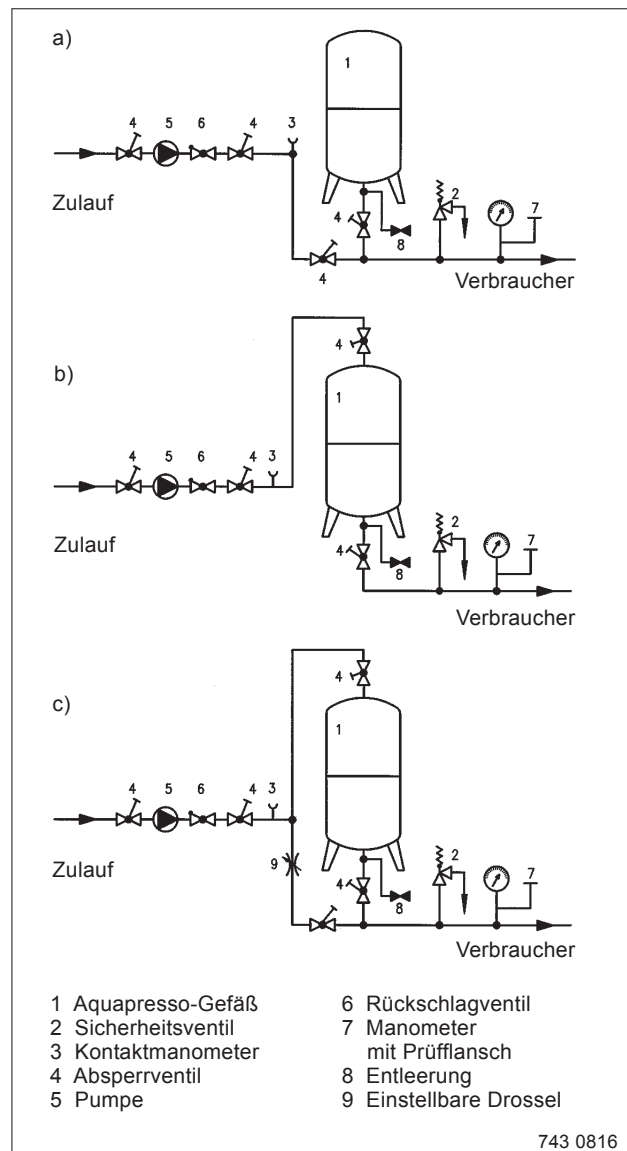 a)
1
4 5 6 4 3
Zulauf
4
2
7
8
4
Verbraucher
b)
4
1
4 5 6 4 3
Zulauf
2
7
4
8
Verbraucher
c)
4
1
4 5 6 4 3
Zulauf
9
2
7
4
8
Verbraucher
1 Aquapresso-Gefäß
2 Sicherheitsventil
3 Kontaktmanometer
4 Absperrventil
5 Pumpe
6 Rückschlagventil
7 Manometer
mit Prüfflansch
8 Entleerung
9 Einstellbare Drossel
743 0816